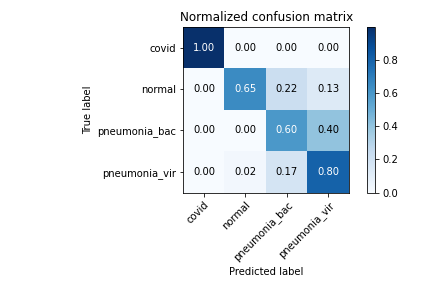 Normalized confusion matrix
True label
covid 1.00 0.00 0.00 0.00
normal 0.00 0.65 0.22 0.13
pneumonia_bac 0.00 0.00 0.60 0.40
pneumonia_vir 0.00 0.02 0.17 0.80
covid normal pneumonia_bac pneumonia_vir
Predicted label
0.8
0.6
0.4
0.2
0.0